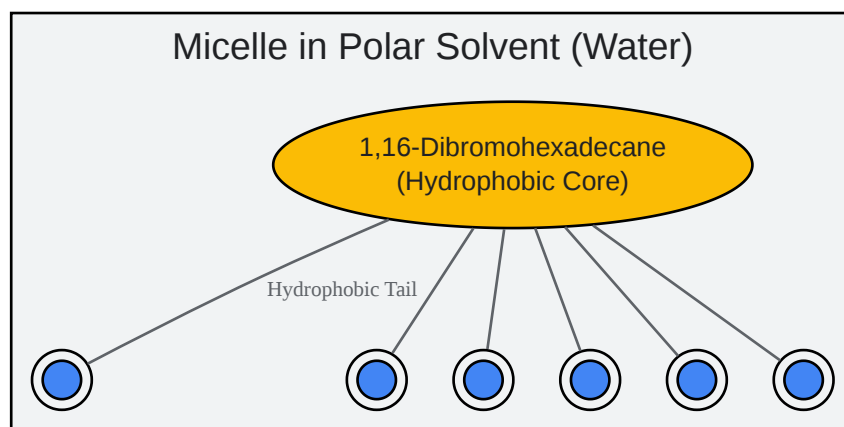 Micelle in Polar Solvent (Water)
1,16-Dibromohexadecane
(Hydrophobic Core)
Hydrophobic Tail